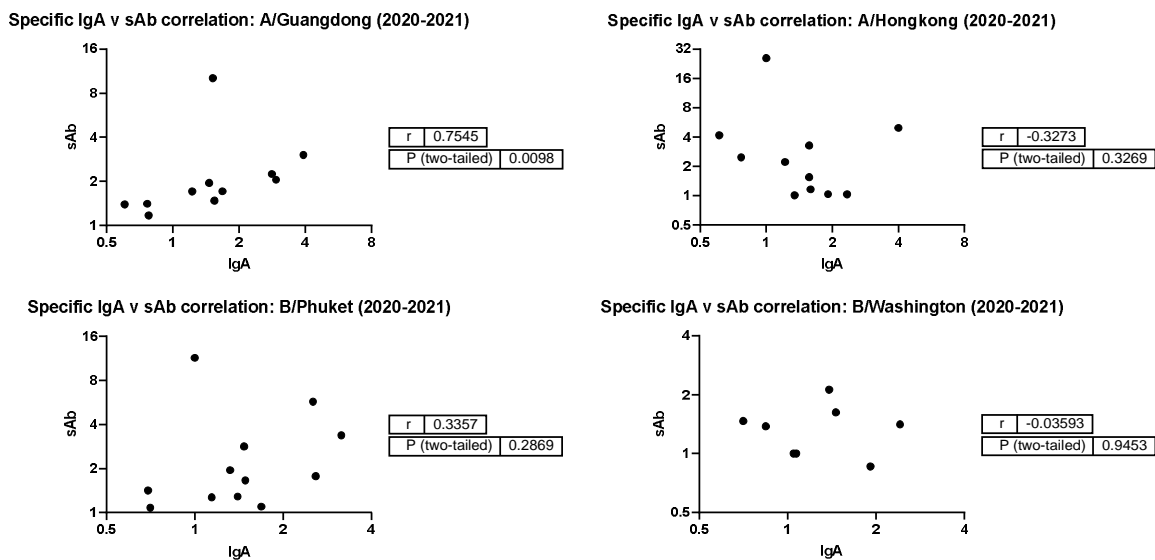 Specific IgA v sAb correlation: A/Guangdong (2020-2021)
16
8
4
2
1
sAb
0.5 1 2 4 8
IgA
r 0.7545
P (two-tailed) 0.0098
Specific IgA v sAb correlation: A/Hongkong (2020-2021)
32
16
8
4
2
1
0.5
sAb
0.5 1 2 4 8
IgA
r -0.3273
P (two-tailed) 0.3269
Specific IgA v sAb correlation: B/Phuket (2020-2021)
16
8
4
2
1
sAb
0.5 1 2 4
IgA
r 0.3357
P (two-tailed) 0.2869
Specific IgA v sAb correlation: B/Washington (2020-2021)
4
2
1
0.5
sAb
0.5 1 2 4
IgA
r -0.03593
P (two-tailed) 0.9453